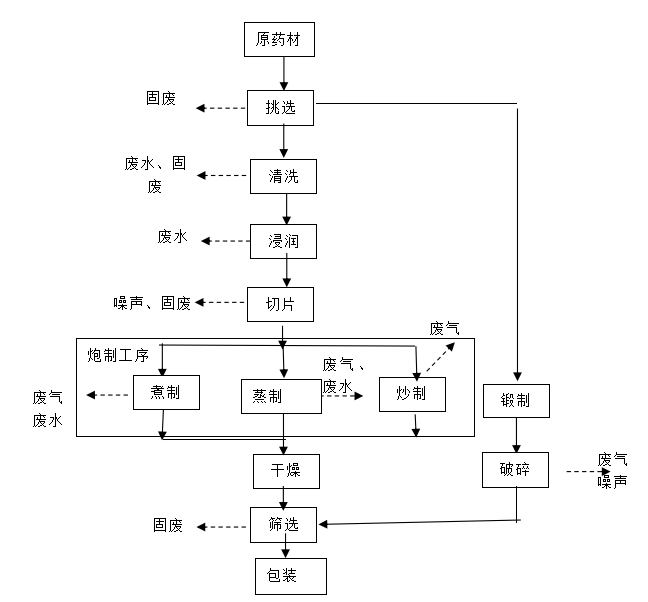 原药材
固废
挑选
废水、固
废
清洗
废水
浸润
噪声、固废
切片
废气
炮制工序
废气、
废水
废气
废水
煮制
蒸制
炒制
锻制
干燥
破碎
废气
噪声
固废
筛选
包装